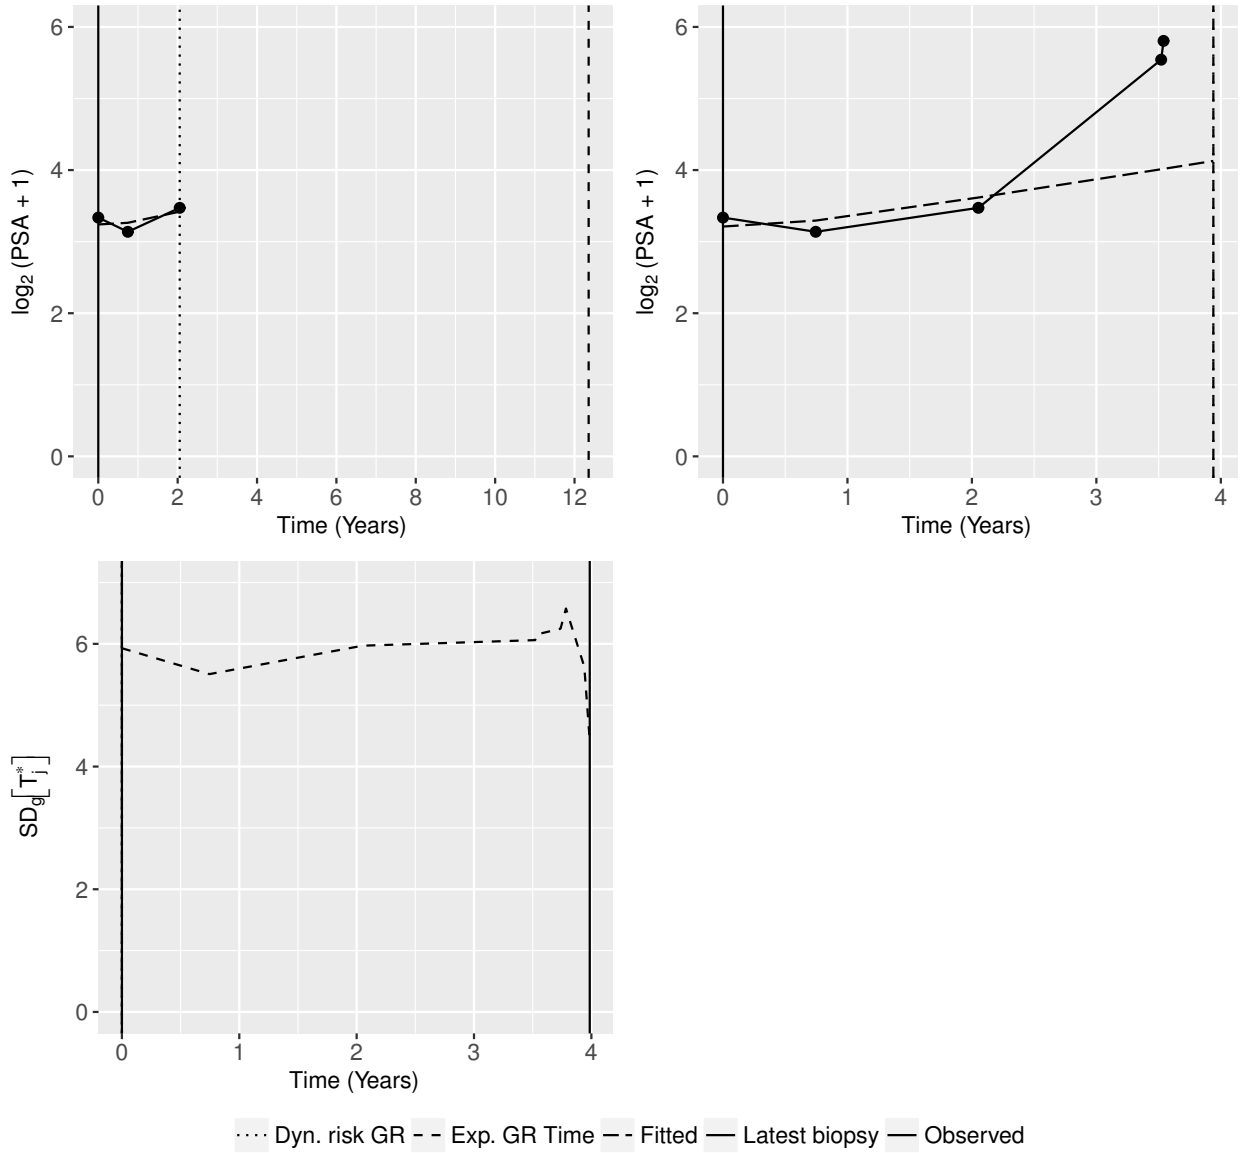 6
4
2
0
log₂ (PSA + 1)
0 2 4 6 8 10 12
Time (Years)
6
4
2
0
log₂ (PSA + 1)
0 1 2 3 4
Time (Years)
6
4
2
0
SD_g[T*_j]
0 1 2 3 4
Time (Years)
Dyn. risk GR Exp. GR Time Fitted Latest biopsy Observed